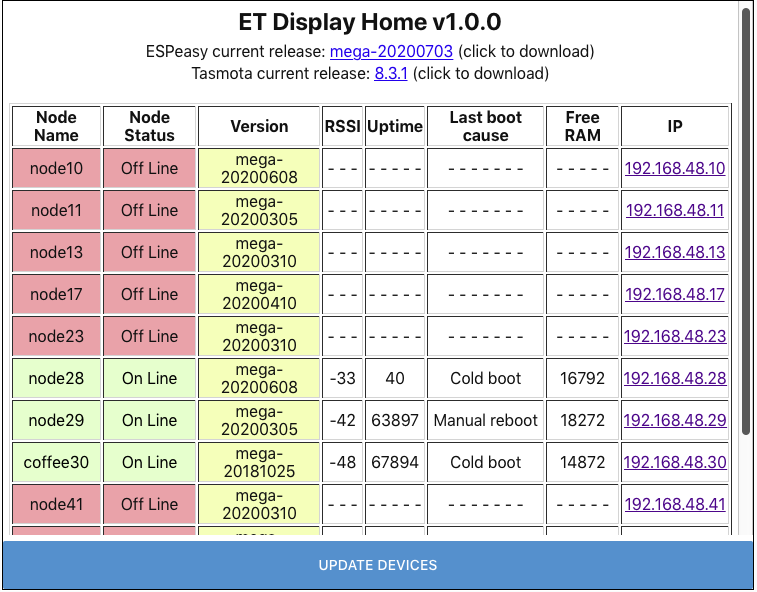 ET Display Home v1.0.0
ESPeasy current release: mega-20200703 (click to download)
Tasmota current release: 8.3.1 (click to download)
Node Name Node Status Version RSSI Uptime Last boot cause Free RAM IP
node10 Off Line mega-20200608 - - - - - - - - - - - - - - - - - - - - 192.168.48.10
node11 Off Line mega-20200305 - - - - - - - - - - - - - - - - - - - - 192.168.48.11
node13 Off Line mega-20200310 - - - - - - - - - - - - - - - - - - - - 192.168.48.13
node17 Off Line mega-20200410 - - - - - - - - - - - - - - - - - - - - 192.168.48.17
node23 Off Line mega-20200310 - - - - - - - - - - - - - - - - - - - - 192.168.48.23
node28 On Line mega-20200608 -33 40 Cold boot 16792 192.168.48.28
node29 On Line mega-20200305 -42 63897 Manual reboot 18272 192.168.48.29
coffee30 On Line mega-20181025 -48 67894 Cold boot 14872 192.168.48.30
node41 Off Line mega-20200310 - - - - - - - - - - - - - - - - - - - - 192.168.48.41
UPDATE DEVICES